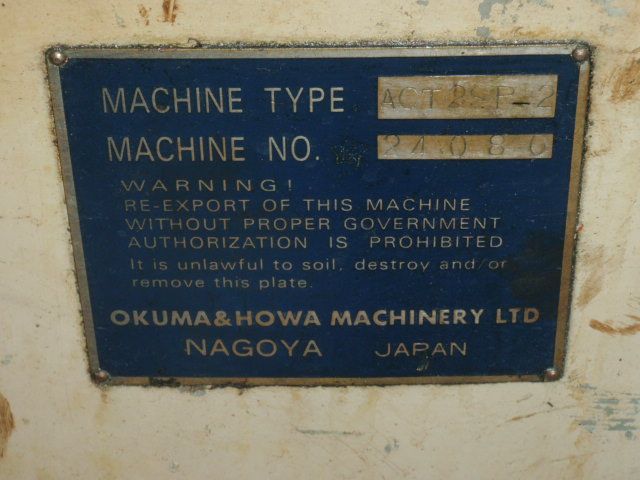 MACHINE TYPE ACT
MACHINE NO.
WARNING!
RE-EXPORT OF THIS MACHINE
WITHOUT PROPER GOVERNMENT
AUTHORIZATION IS PROHIBITED
It is unlawful to soil, destroy and/or
remove this plate.
OKUMA&HOWA MACHINERY LTD
NAGOYA JAPAN